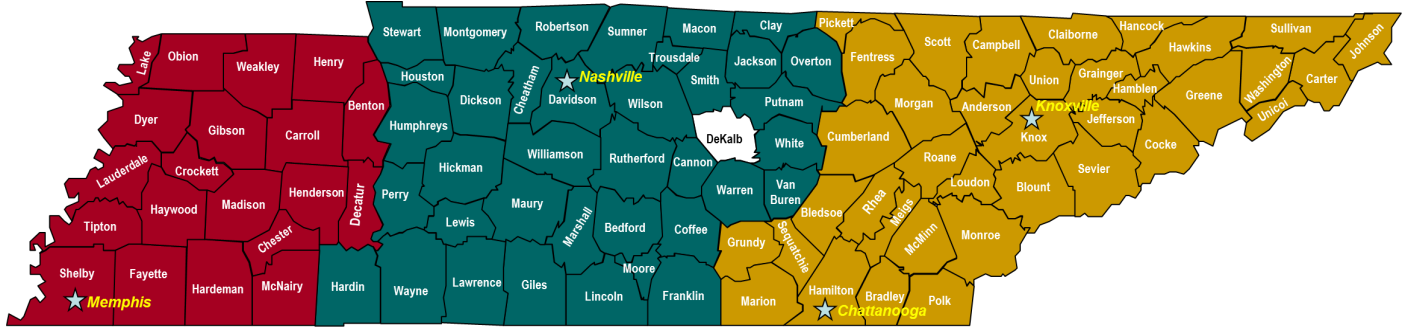 Stewart
Montgomery
Robertson
Sumner
Macon
Clay
Pickett
Scott
Campbell
Claiborne
Hancock
Hawkins
Sullivan
Johnson
Lake
Obion
Weakley
Henry
Houston
Dickson
Cheatham
Nashville
Davidson
Wilson
Trousdale
Smith
Jackson
Overton
Fentress
Morgan
Anderson
Union
Grainger
Hamblen
Greene
Washington
Unicoi
Carter
Benton
Dyer
Gibson
Carroll
Humphreys
Hickman
Williamson
Rutherford
Cannon
DeKalb
Putnam
White
Cumberland
Roane
Loudon
Knoxville
Knox
Jefferson
Cocke
Sevier
Blount
Lauderdale
Crockett
Haywood
Madison
Henderson
Decatur
Perry
Lewis
Maury
Marshall
Bedford
Coffee
Warren
Van
Buren
Bledsoe
Rhea
Meigs
McMinn
Monroe
Tipton
Chester
Moore
Grundy
Sequatchie
Shelby
Memphis
Fayette
Hardeman
McNairy
Hardin
Wayne
Lawrence
Giles
Lincoln
Franklin
Marion
Hamilton
Chattanooga
Bradley
Polk